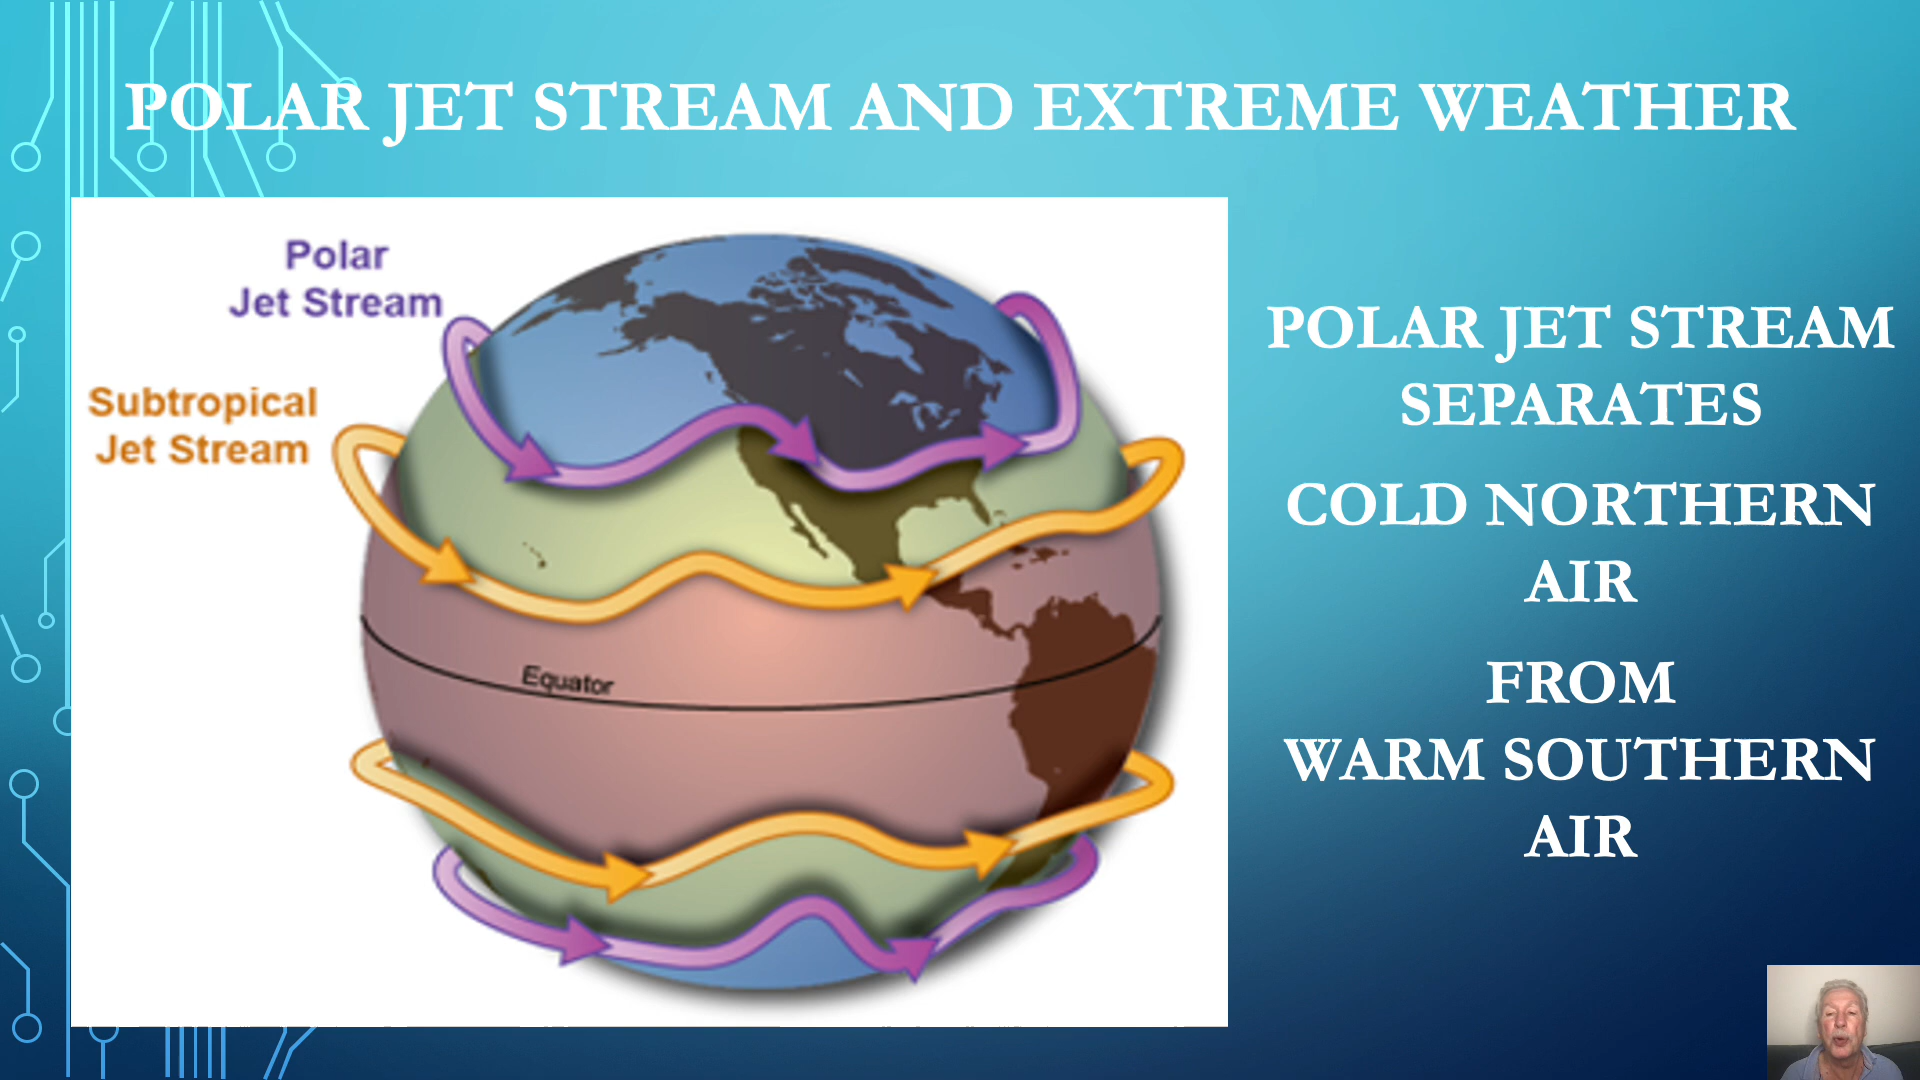 POLAR JET STREAM AND EXTREME WEATHER
Polar
Jet Stream
Subtropical
Jet Stream
Equator
POLAR JET STREAM
SEPARATES
COLD NORTHERN
AIR
FROM
WARM SOUTHERN
AIR